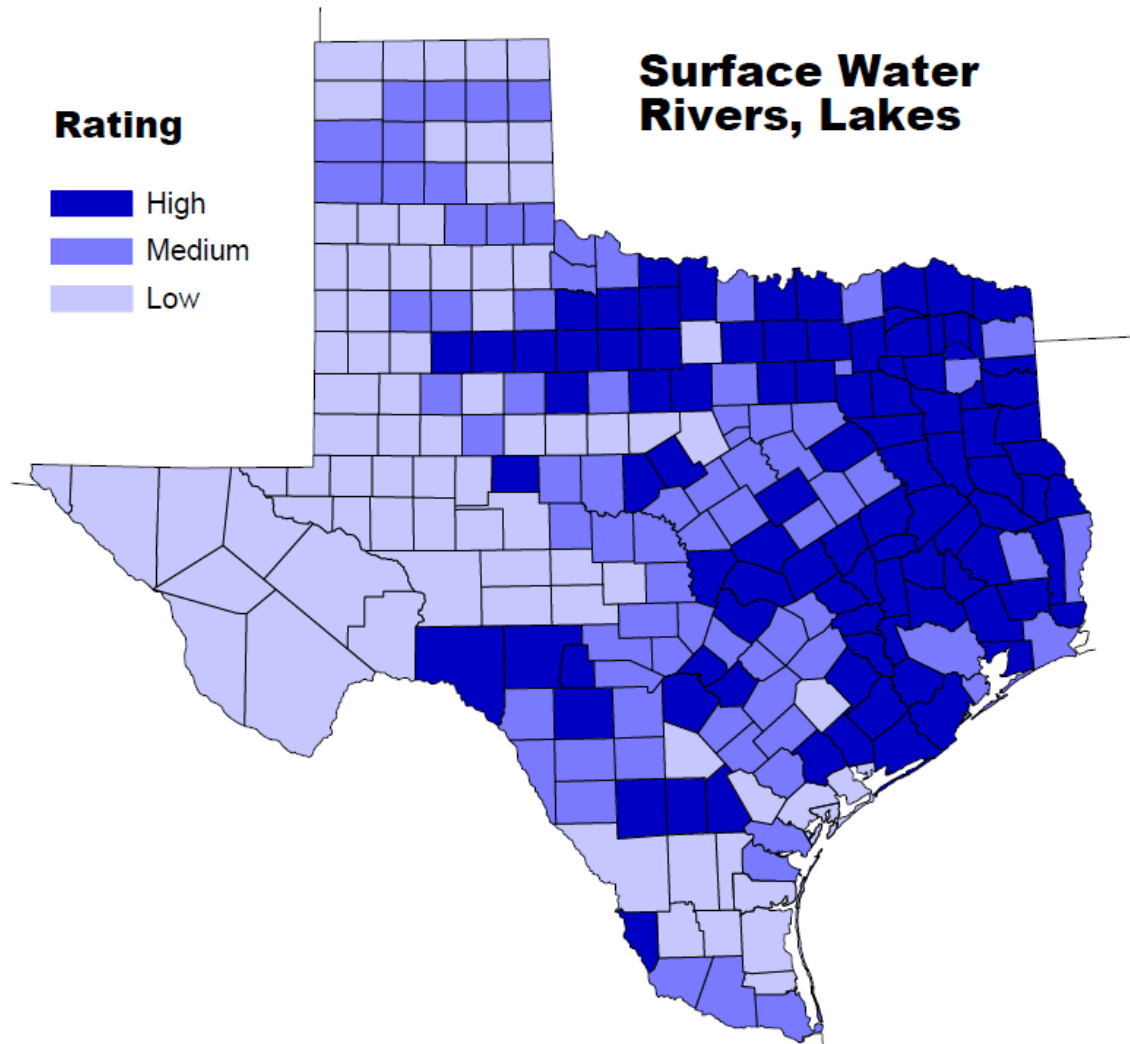 Surface Water
Rivers, Lakes
Rating
High
Medium
Low